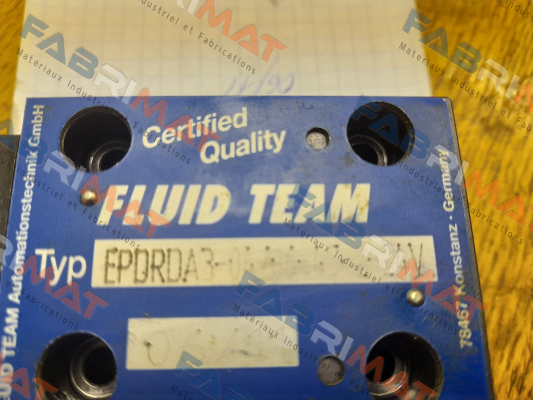 Certified
Quality
FLUID TEAM
Typ EPDRDA3-
FLUID TEAM Automationstechnik GmbH
78467 Konstanz · Germany
FABRIMAT
Materiaux Industriel et Fabrications